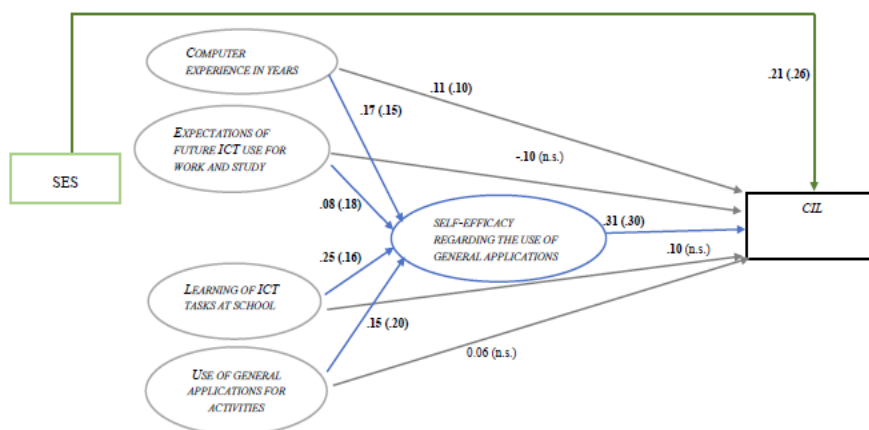 COMPUTER
EXPERIENCE IN YEARS
.21 (.26)
.11 (.10)
.17 (.15)
EXPECTATIONS OF
FUTURE ICT USE FOR
WORK AND STUDY
-.10 (n.s.)
SES
.08 (.18)
CIL
SELF-EFFICACY
REGARDING THE USE OF
GENERAL APPLICATIONS
.31 (.30)
.10 (n.s.)
.25 (.16)
LEARNING OF ICT
TASKS AT SCHOOL
.15 (.20)
0.06 (n.s.)
USE OF GENERAL
APPLICATIONS FOR
ACTIVITIES